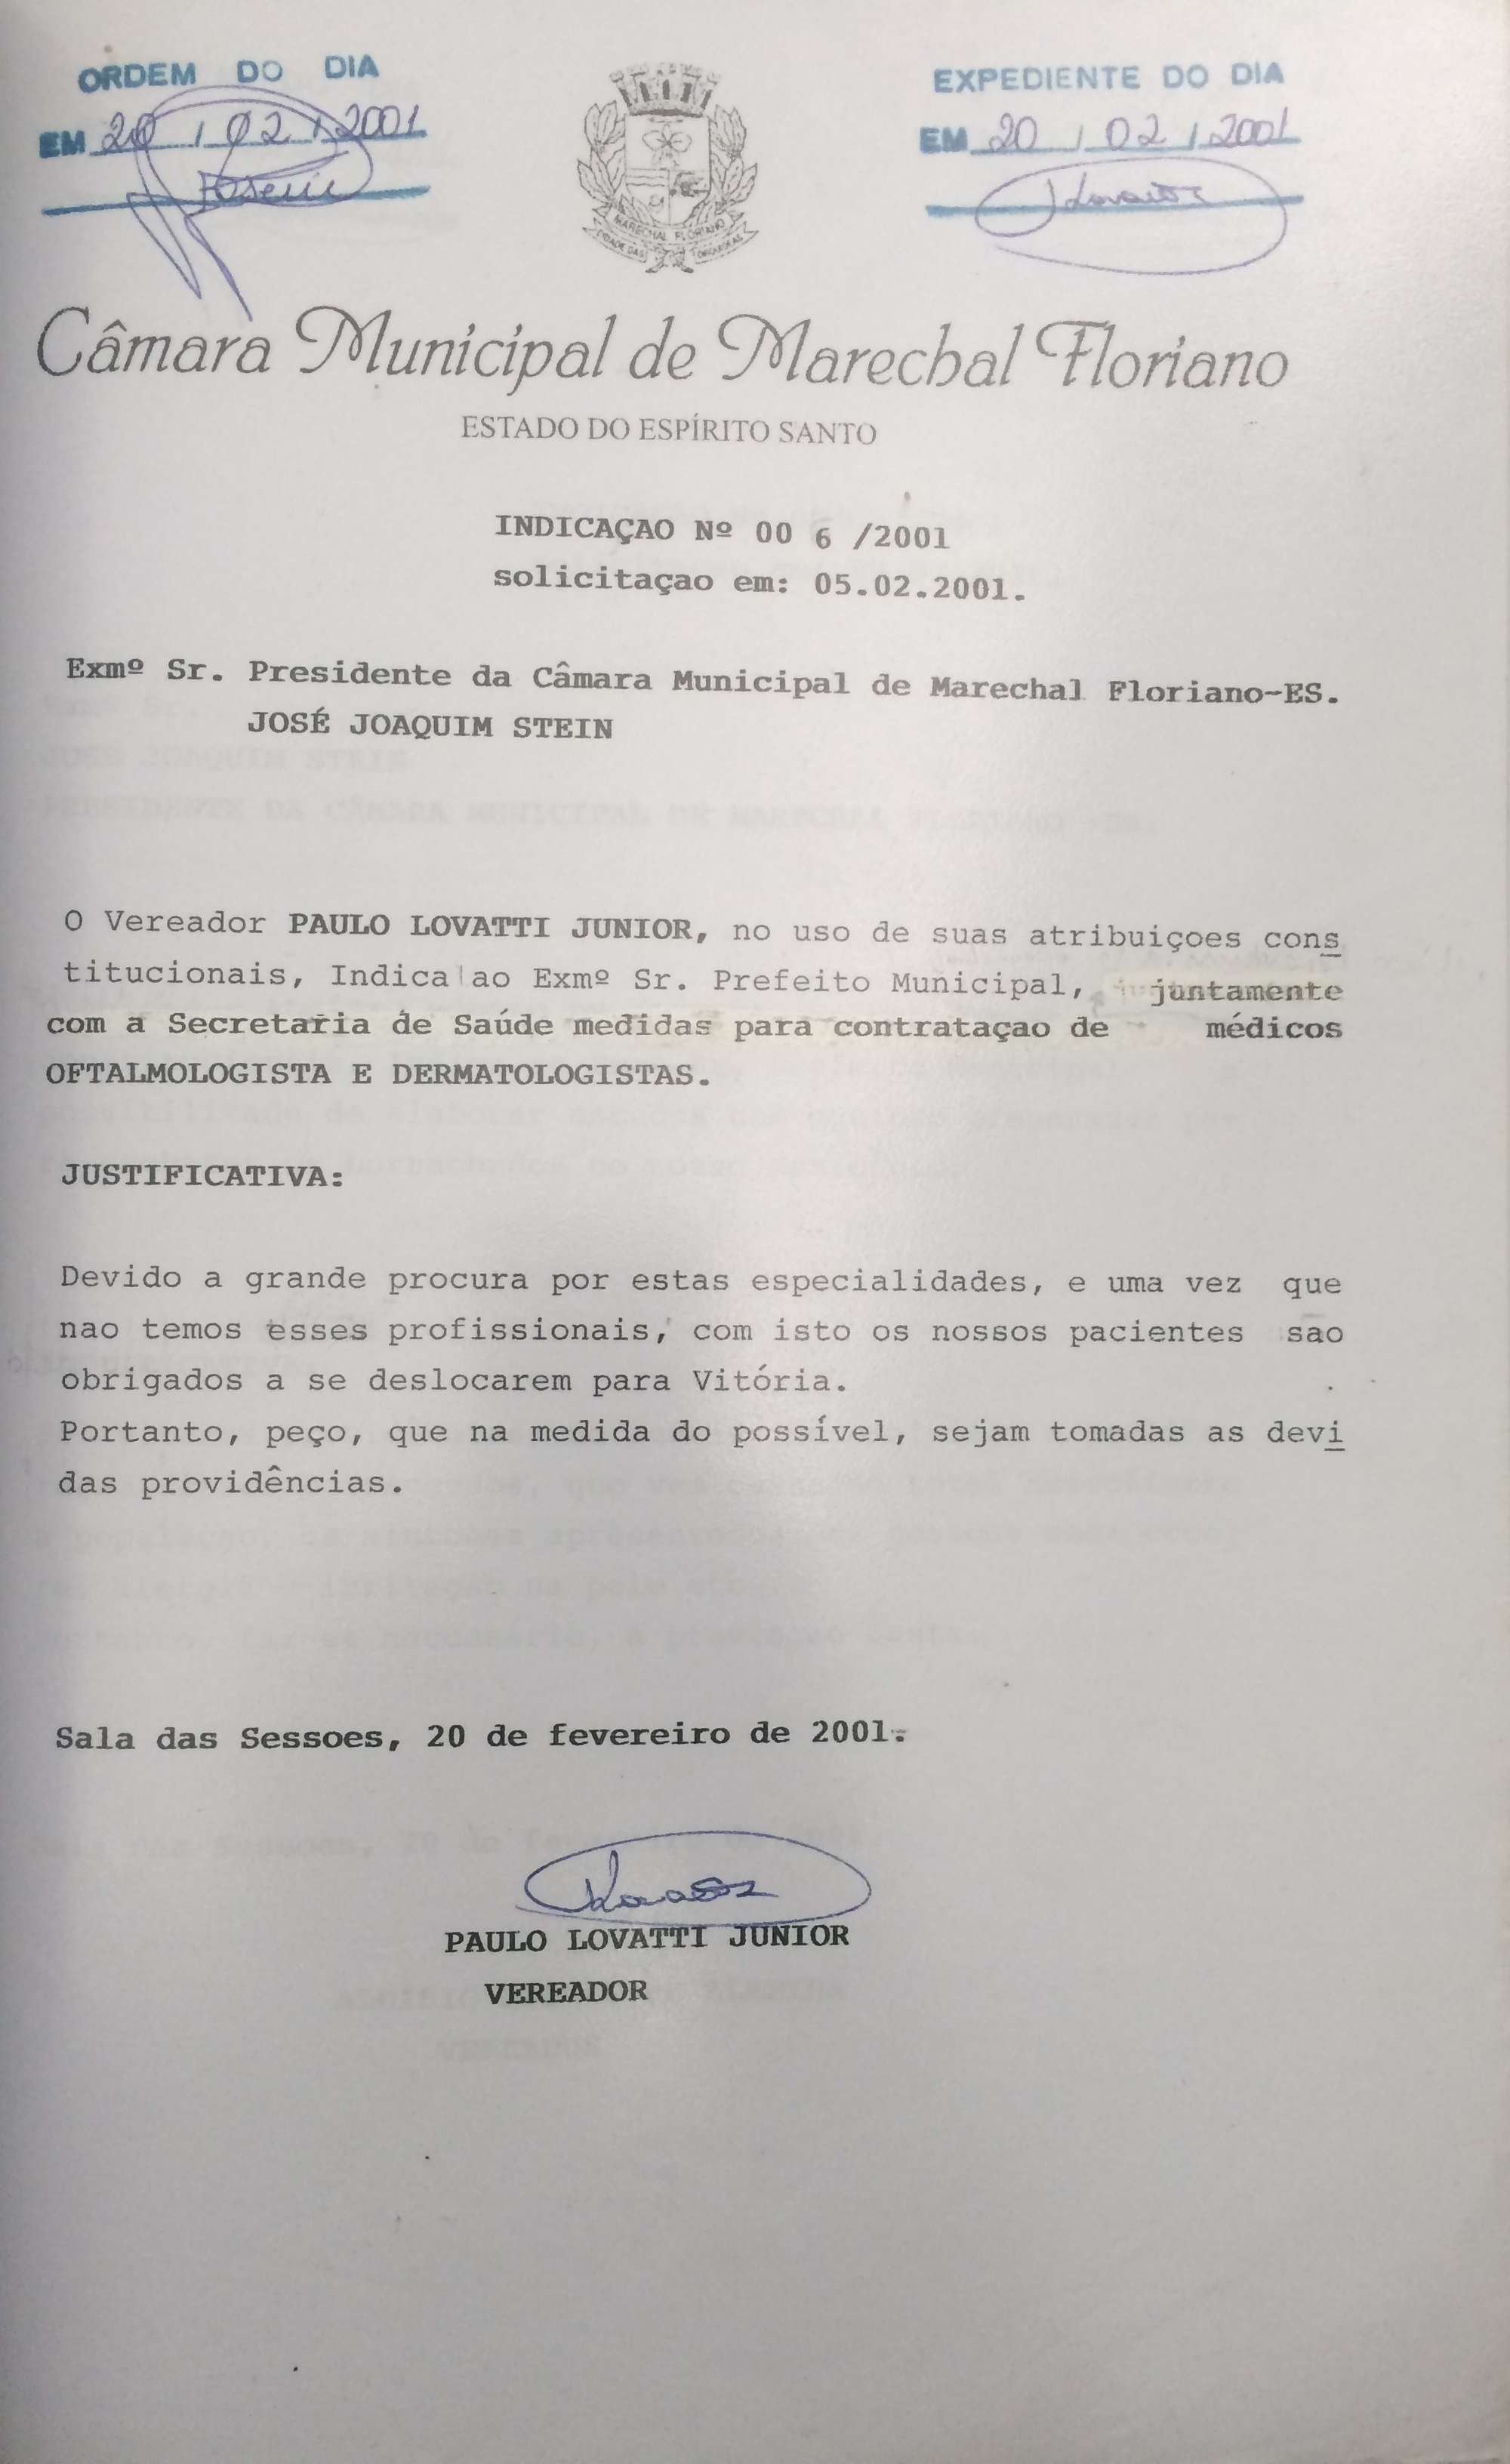 ORDEM DO DIA
EM 20 / 02 / 2001
EXPEDIENTE DO DIA
EM 20 / 02 / 2001
MARECHAL FLORIANO
CIDADE DAS ORQUÍDEAS
Câmara Municipal de Marechal Floriano
ESTADO DO ESPÍRITO SANTO
INDICAÇAO Nº 00 6 /2001
solicitaçao em: 05.02.2001.
Exmº Sr. Presidente da Câmara Municipal de Marechal Floriano-ES.
JOSÉ JOAQUIM STEIN
O Vereador PAULO LOVATTI JUNIOR, no uso de suas atribuiçoes cons
titucionais, Indica ao Exmº Sr. Prefeito Municipal, juntamente
com a Secretaria de Saúde medidas para contrataçao de médicos
OFTALMOLOGISTA E DERMATOLOGISTAS.
JUSTIFICATIVA:
Devido a grande procura por estas especialidades, e uma vez que
nao temos esses profissionais, com isto os nossos pacientes sao
obrigados a se deslocarem para Vitória.
Portanto, peço, que na medida do possível, sejam tomadas as devi
das providências.
Sala das Sessoes, 20 de fevereiro de 2001.
PAULO LOVATTI JUNIOR
VEREADOR